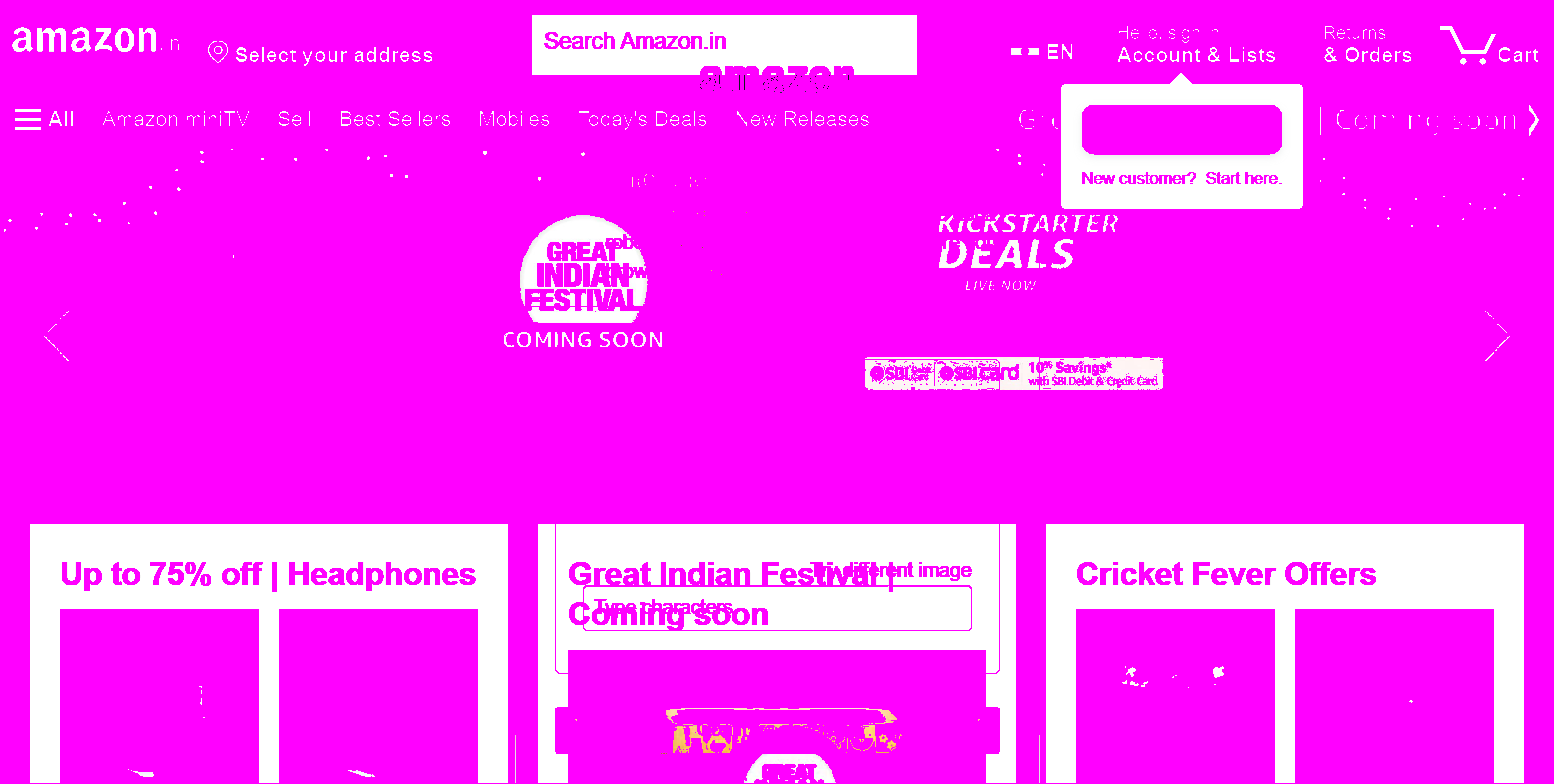 amazon.in
Select your address
Search Amazon.in
amazon
EN
Hello, sign in
Account & Lists
Returns
& Orders
Cart
All
Amazon miniTV
Sell
Best Sellers
Mobiles
Today's Deals
New Releases
Coming soon
New customer? Start here.
GREAT
INDIAN
FESTIVAL
COMING SOON
KICKSTARTER
DEALS
LIVE NOW
SBI card
10% Savings*
with SBI Debit & Credit Card
Up to 75% off | Headphones
Great Indian Festival |
Coming soon
Try different image
Type characters
Cricket Fever Offers
GREAT